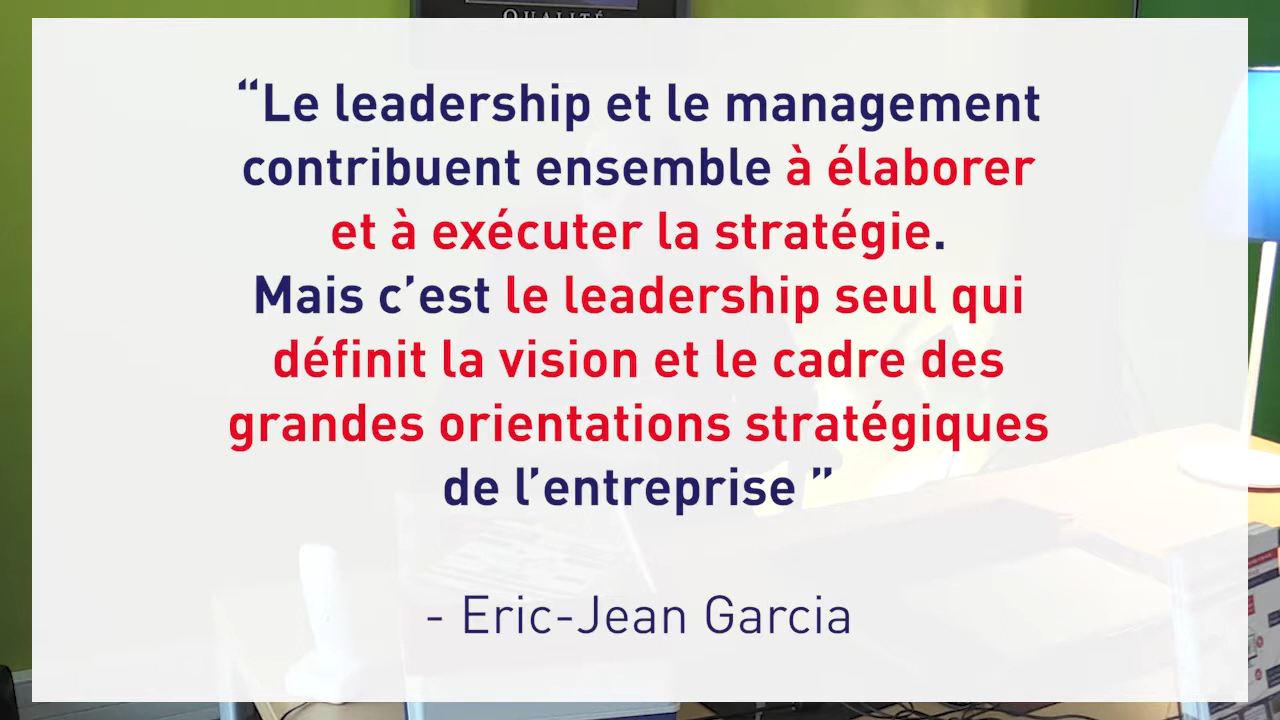 QUALITÉ
“Le leadership et le management
contribuent ensemble à élaborer
et à exécuter la stratégie.
Mais c’est le leadership seul qui
définit la vision et le cadre des
grandes orientations stratégiques
de l’entreprise ”
- Eric-Jean Garcia